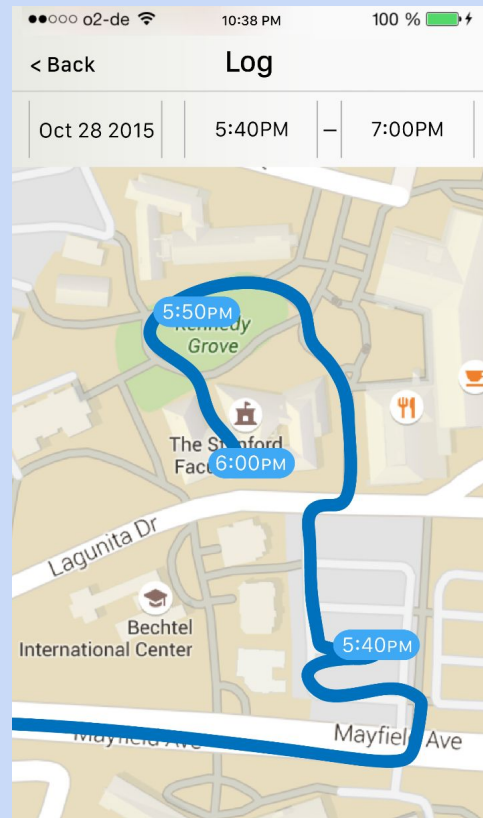 o2-de 10:38 PM 100 %
< Back Log
Oct 28 2015 5:40PM – 7:00PM
5:50PM
Kennedy
Grove
The Stanford
6:00PM
Lagunita Dr
Bechtel
International Center
5:40PM
Mayfield Ave
Mayfield Ave